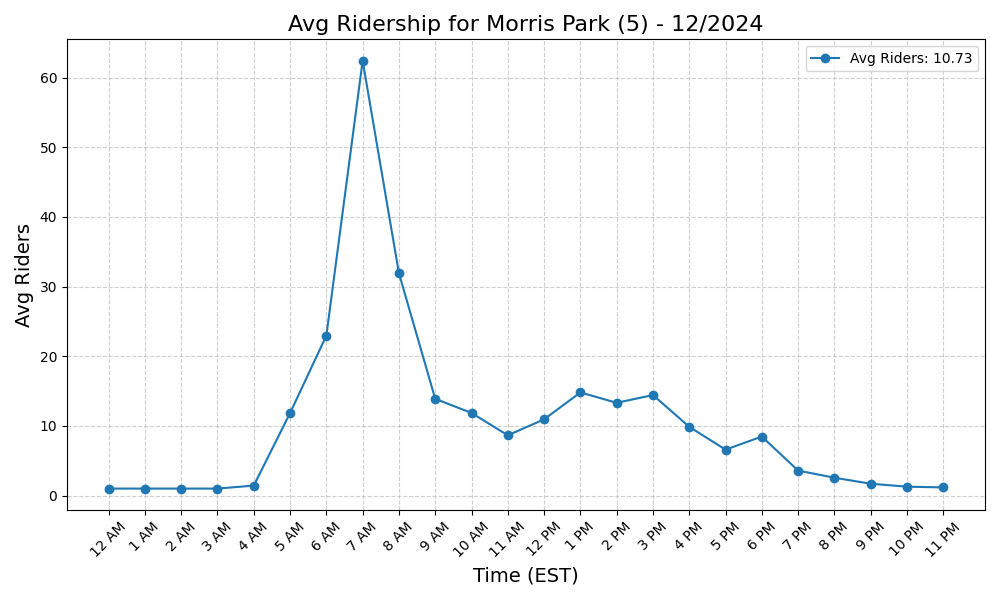 Avg Ridership for Morris Park (5) - 12/2024
Avg Riders: 10.73
Avg Riders
60
50
40
30
20
10
0
12 AM
1 AM
2 AM
3 AM
4 AM
5 AM
6 AM
7 AM
8 AM
9 AM
10 AM
11 AM
12 PM
1 PM
2 PM
3 PM
4 PM
5 PM
6 PM
7 PM
8 PM
9 PM
10 PM
11 PM
Time (EST)